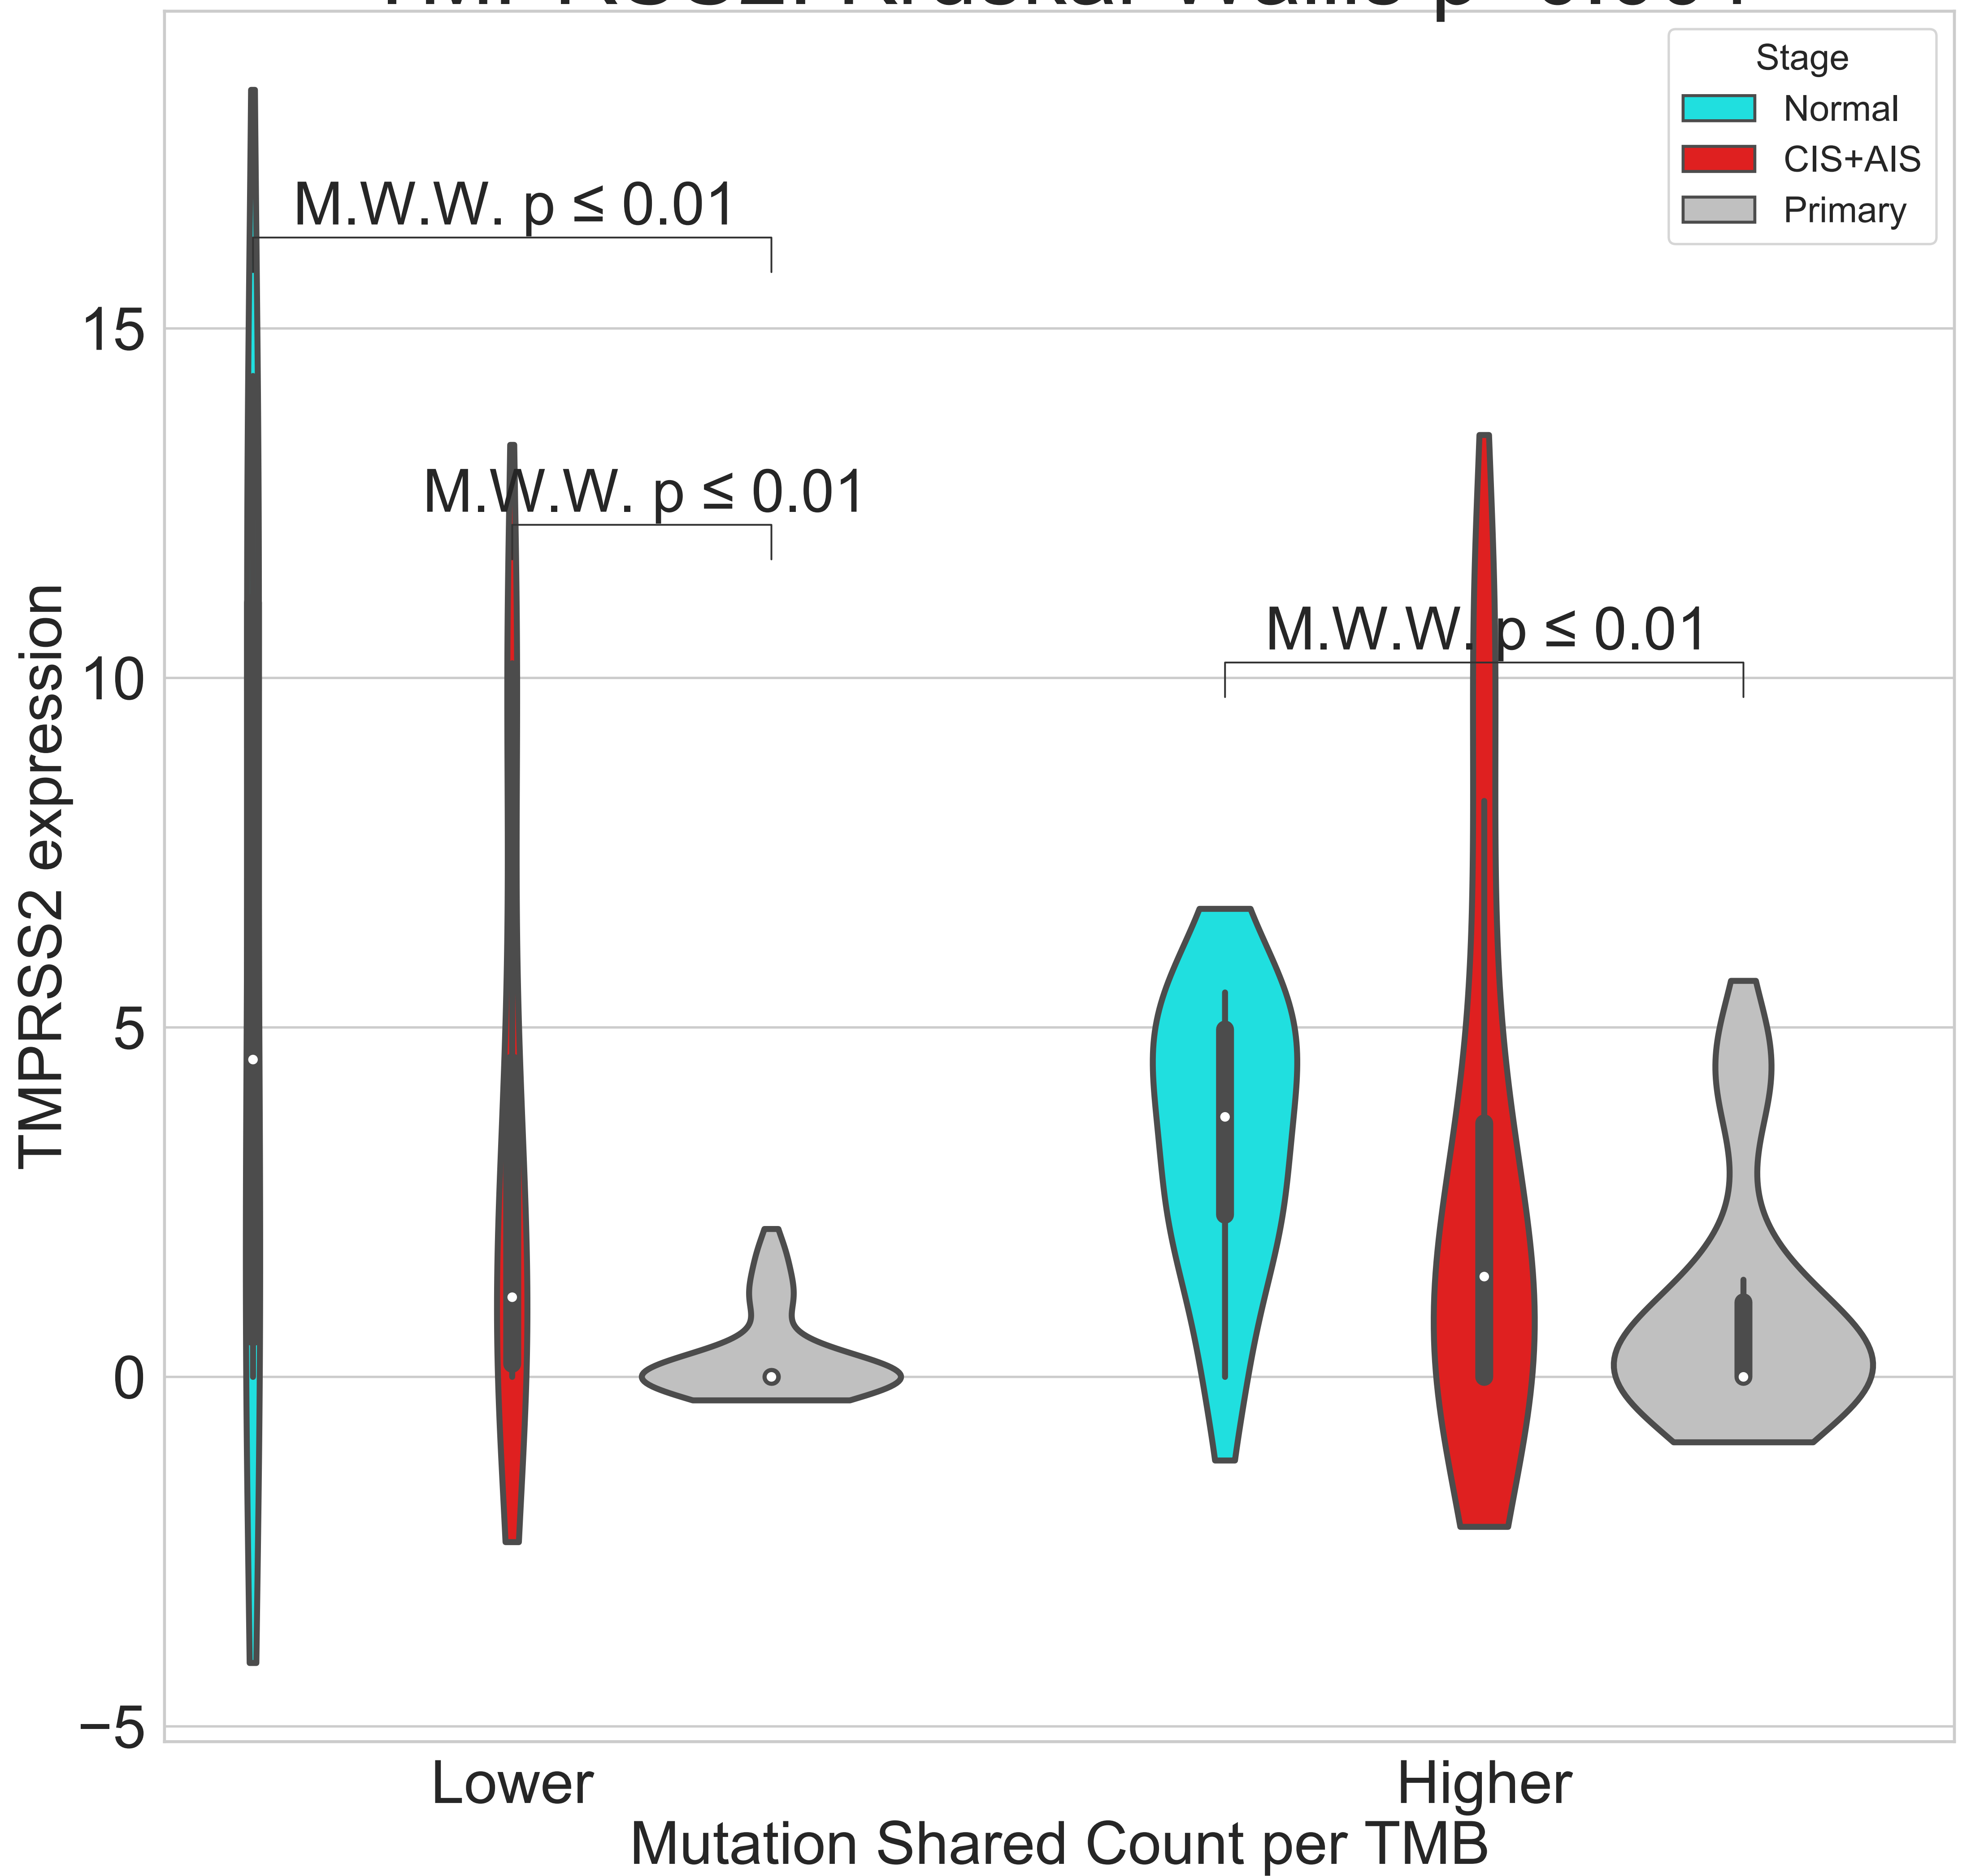 Stage
Normal
CIS+AIS
Primary
M.W.W. p ≤ 0.01
M.W.W. p ≤ 0.01
M.W.W. p ≤ 0.01
15
10
5
0
−5
TMPRSS2 expression
Lower
Higher
Mutation Shared Count per TMB